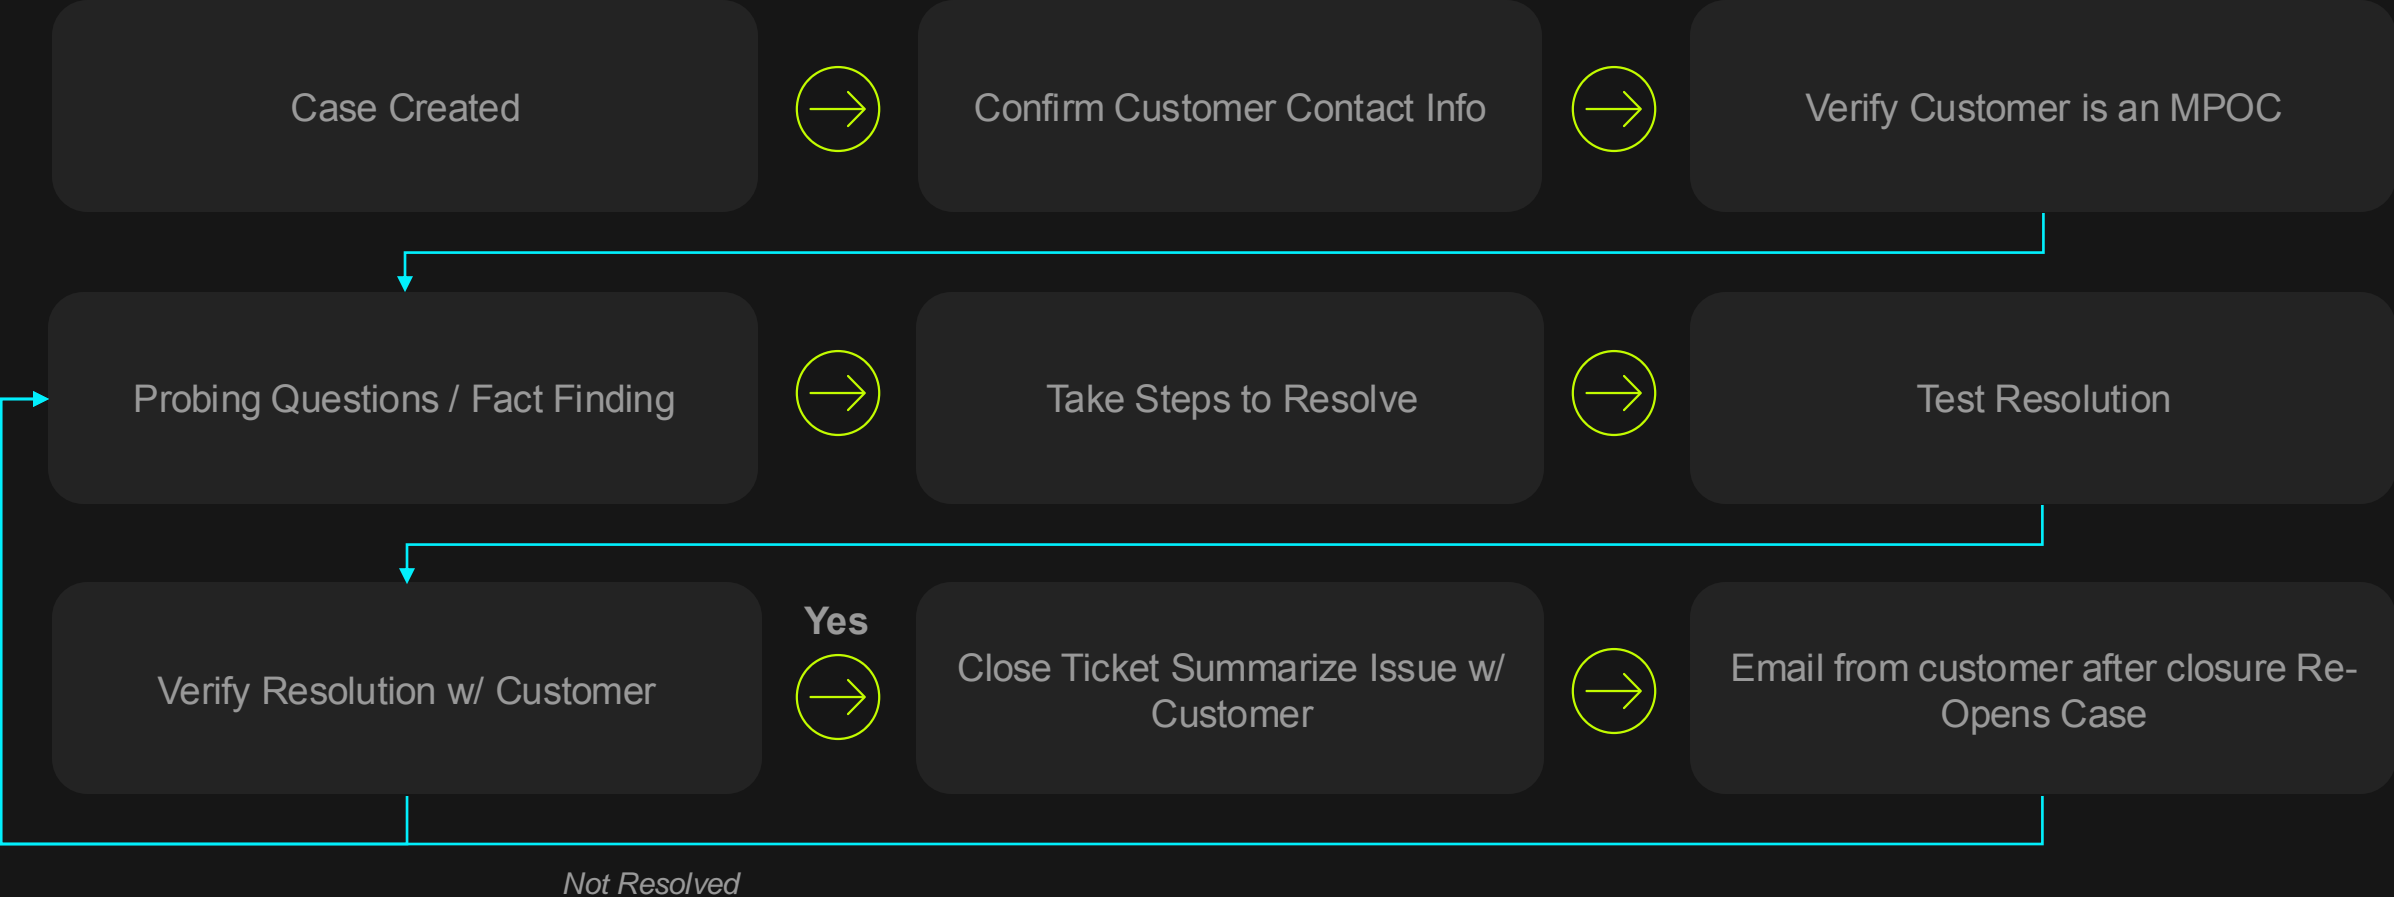 Case Created
Confirm Customer Contact Info
Verify Customer is an MPOC
Probing Questions / Fact Finding
Take Steps to Resolve
Test Resolution
Verify Resolution w/ Customer
Yes
Close Ticket Summarize Issue w/
Customer
Email from customer after closure Re-
Opens Case
Not Resolved